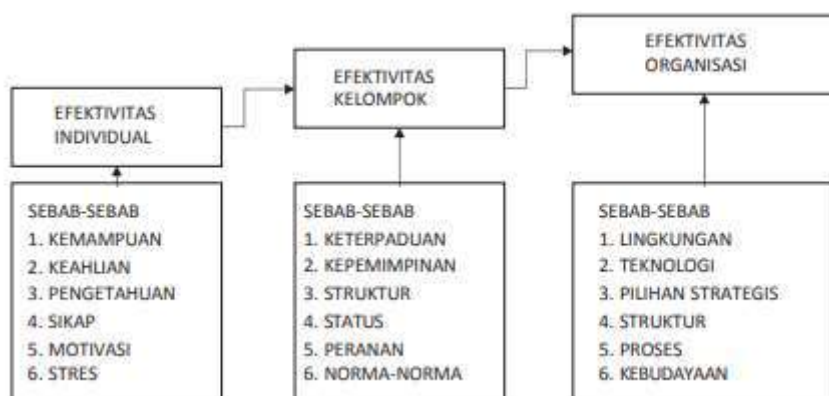 EFEKTIVITAS
ORGANISASI
EFEKTIVITAS
KELOMPOK
EFEKTIVITAS
INDIVIDUAL
SEBAB-SEBAB
1. KEMAMPUAN
2. KEAHLIAN
3. PENGETAHUAN
4. SIKAP
5. MOTIVASI
6. STRES
SEBAB-SEBAB
1. KETERPADUAN
2. KEPEMIMPINAN
3. STRUKTUR
4. STATUS
5. PERANAN
6. NORMA-NORMA
SEBAB-SEBAB
1. LINGKUNGAN
2. TEKNOLOGI
3. PILIHAN STRATEGIS
4. STRUKTUR
5. PROSES
6. KEBUDAYAAN